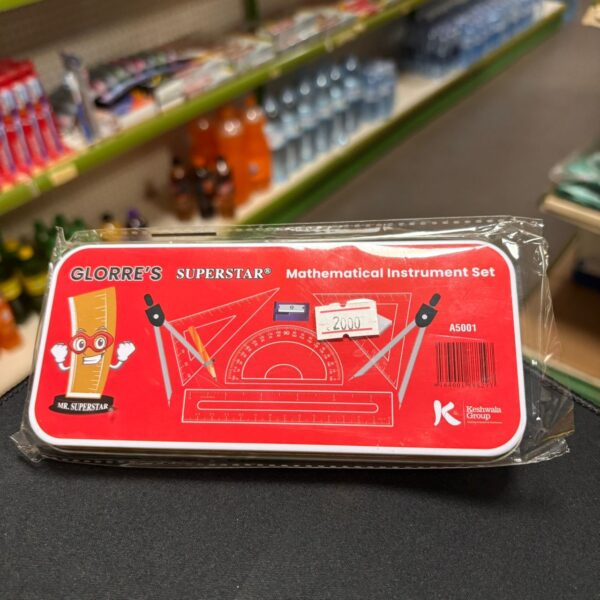 GLORRE'S SUPERSTAR® Mathematical Instrument Set
2000
A5001
MR. SUPERSTAR
K Keshwala
Group